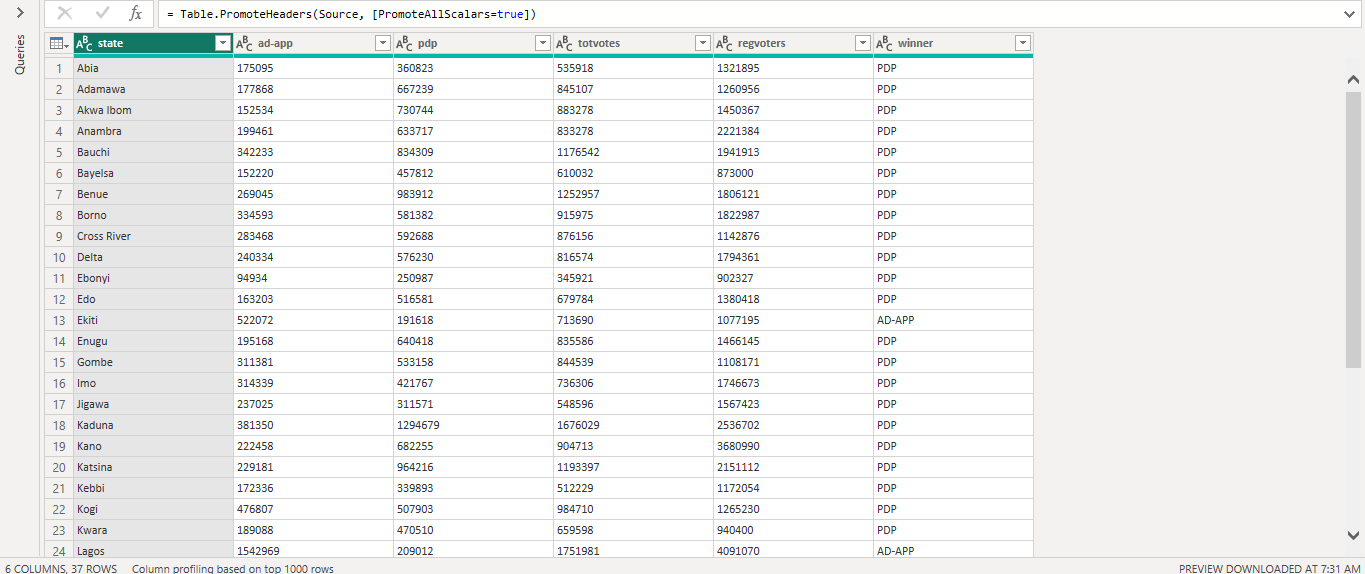 Queries
fx = Table.PromoteHeaders(Source, [PromoteAllScalars=true])
ABC state ABC ad-app ABC pdp ABC totvotes ABC regvoters ABC winner
1 Abia 175095 360823 535918 1321895 PDP
2 Adamawa 177868 667239 845107 1260956 PDP
3 Akwa Ibom 152534 730744 883278 1450367 PDP
4 Anambra 199461 633717 833278 2221384 PDP
5 Bauchi 342233 834309 1176542 1941913 PDP
6 Bayelsa 152220 457812 610032 873000 PDP
7 Benue 269045 983912 1252957 1806121 PDP
8 Borno 334593 581382 915975 1822987 PDP
9 Cross River 283468 592688 876156 1142876 PDP
10 Delta 240334 576230 816574 1794361 PDP
11 Ebonyi 94934 250987 345921 902327 PDP
12 Edo 163203 516581 679784 1380418 PDP
13 Ekiti 522072 191618 713690 1077195 AD-APP
14 Enugu 195168 640418 835586 1466145 PDP
15 Gombe 311381 533158 844539 1108171 PDP
16 Imo 314339 421767 736306 1746673 PDP
17 Jigawa 237025 311571 548596 1567423 PDP
18 Kaduna 381350 1294679 1676029 2536702 PDP
19 Kano 222458 682255 904713 3680990 PDP
20 Katsina 229181 964216 1193397 2151112 PDP
21 Kebbi 172336 339893 512229 1172054 PDP
22 Kogi 476807 507903 984710 1265230 PDP
23 Kwara 189088 470510 659598 940400 PDP
24 Lagos 1542969 209012 1751981 4091070 AD-APP
6 COLUMNS, 37 ROWS Column profiling based on top 1000 rows PREVIEW DOWNLOADED AT 7:31 AM